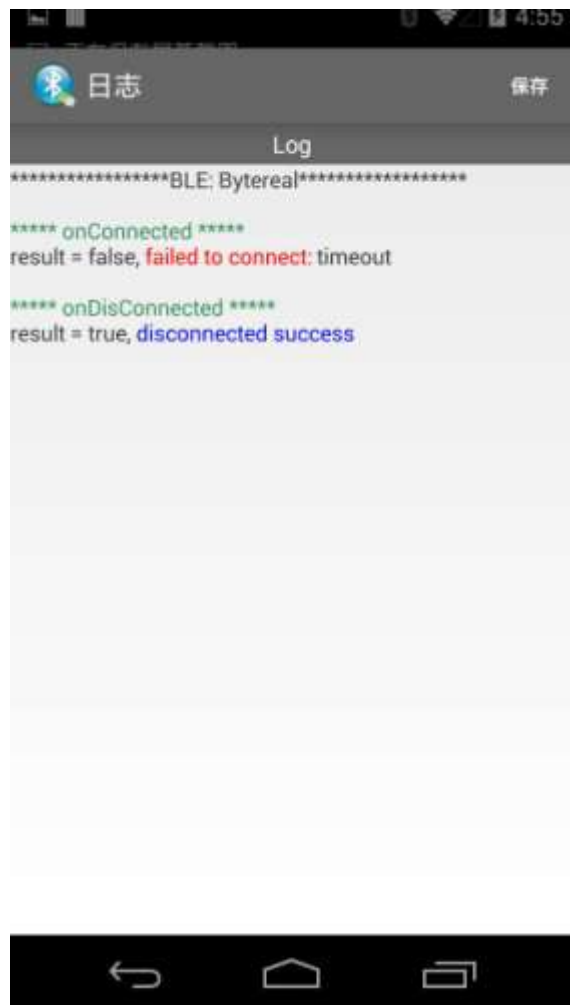 4:55
日志
保存
Log
*****************BLE: Bytereal******************
***** onConnected *****
result = false, failed to connect: timeout
***** onDisConnected *****
result = true, disconnected success